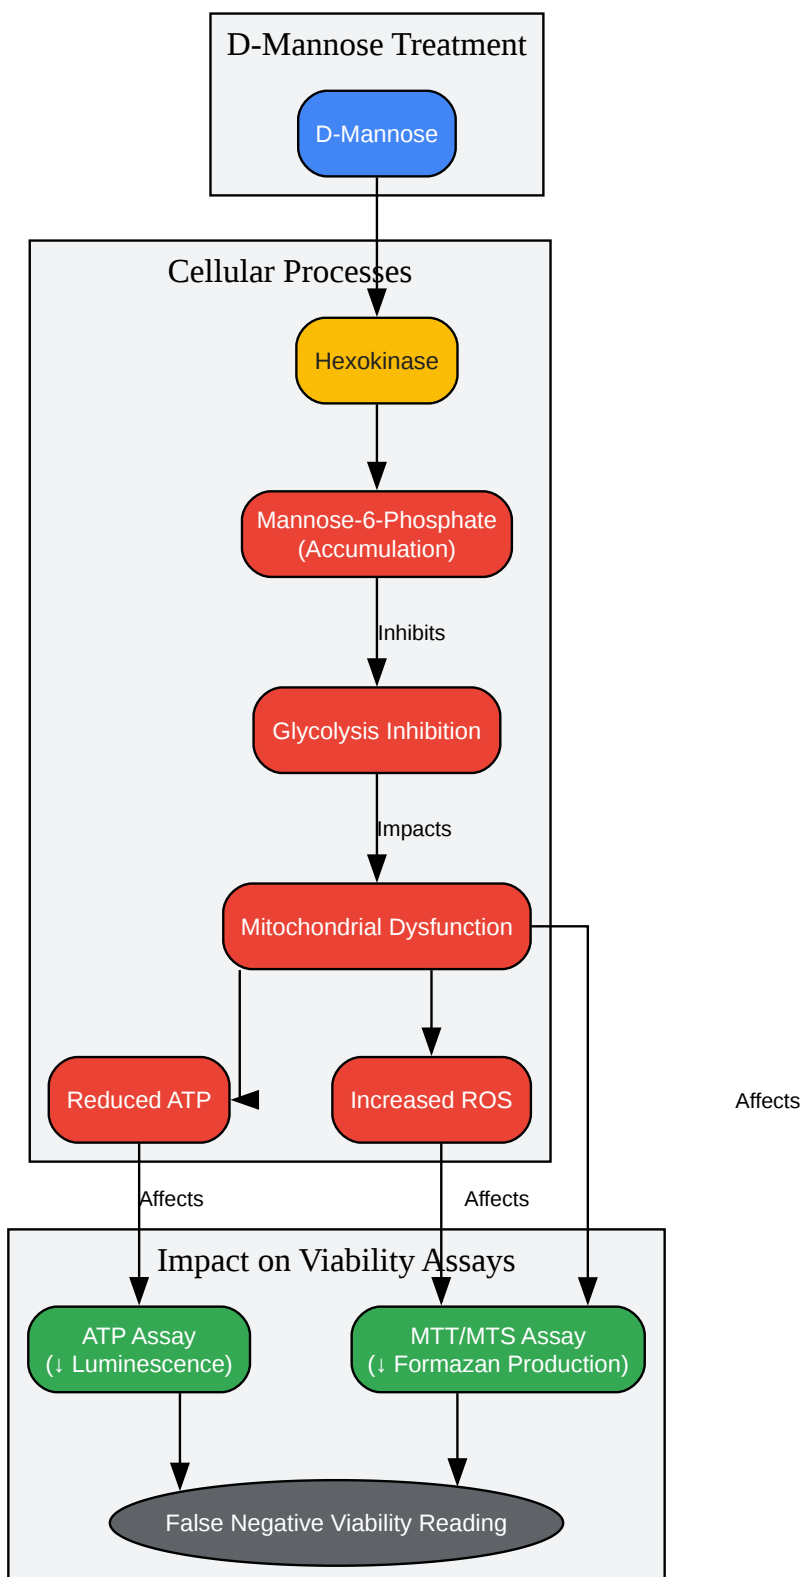 D-Mannose Treatment
D-Mannose
Cellular Processes
Hexokinase
Mannose-6-Phosphate
(Accumulation)
Inhibits
Glycolysis Inhibition
Impacts
Mitochondrial Dysfunction
Reduced ATP
Increased ROS
Affects
Affects
Affects
Impact on Viability Assays
ATP Assay
(↓ Luminescence)
MTT/MTS Assay
(↓ Formazan Production)
False Negative Viability Reading